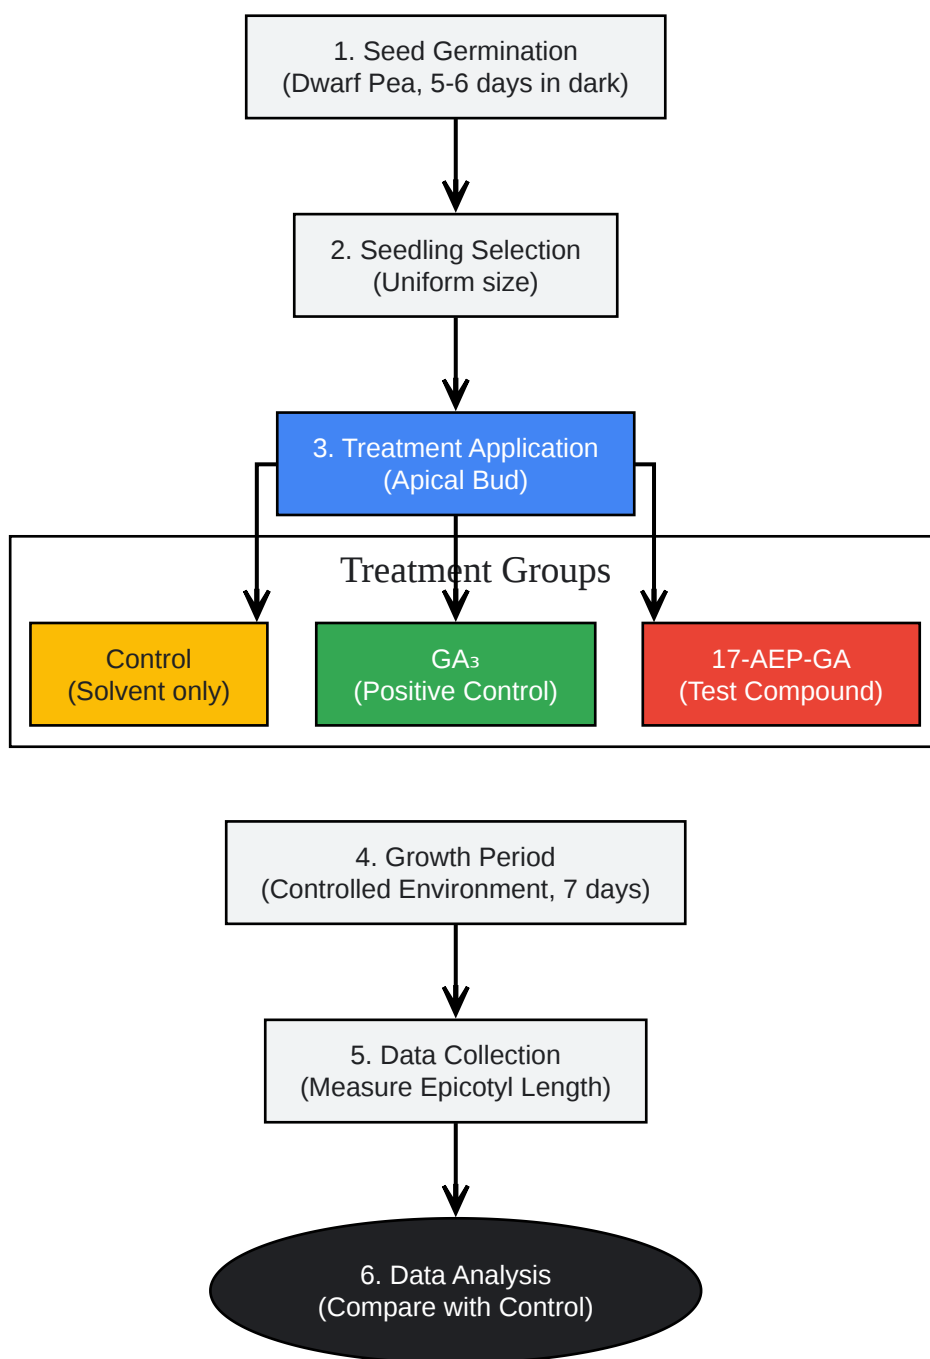 1. Seed Germination
(Dwarf Pea, 5-6 days in dark)
2. Seedling Selection
(Uniform size)
3. Treatment Application
(Apical Bud)
Treatment Groups
Control
(Solvent only)
GA₃
(Positive Control)
17-AEP-GA
(Test Compound)
4. Growth Period
(Controlled Environment, 7 days)
5. Data Collection
(Measure Epicotyl Length)
6. Data Analysis
(Compare with Control)